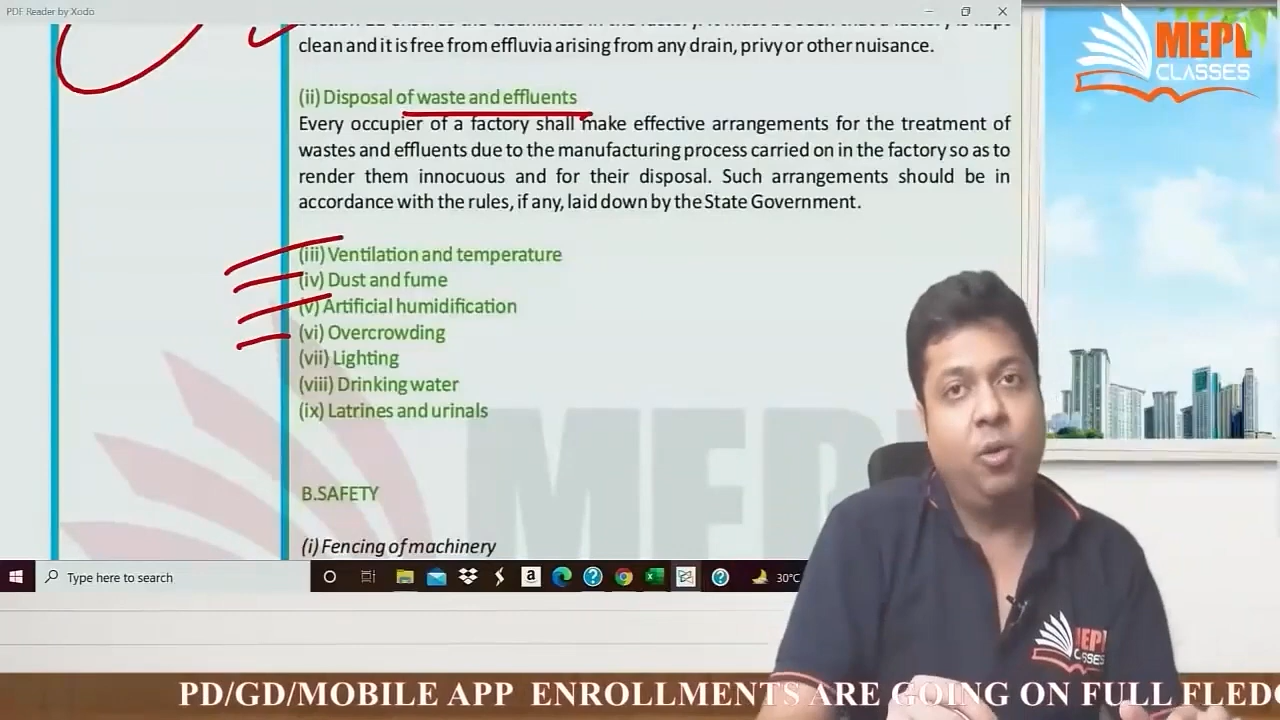 PDF Reader by Xodo
MEPL
CLASSES
clean and it is free from effluvia arising from any drain, privy or other nuisance.
(ii) Disposal of waste and effluents
Every occupier of a factory shall make effective arrangements for the treatment of
wastes and effluents due to the manufacturing process carried on in the factory so as to
render them innocuous and for their disposal. Such arrangements should be in
accordance with the rules, if any, laid down by the State Government.
(iii) Ventilation and temperature
(iv) Dust and fume
(v) Artificial humidification
(vi) Overcrowding
(vii) Lighting
(viii) Drinking water
(ix) Latrines and urinals
B.SAFETY
(i) Fencing of machinery
Type here to search
30°C
MEPL
CLASSES
PD/GD/MOBILE APP ENROLLMENTS ARE GOING ON FULL